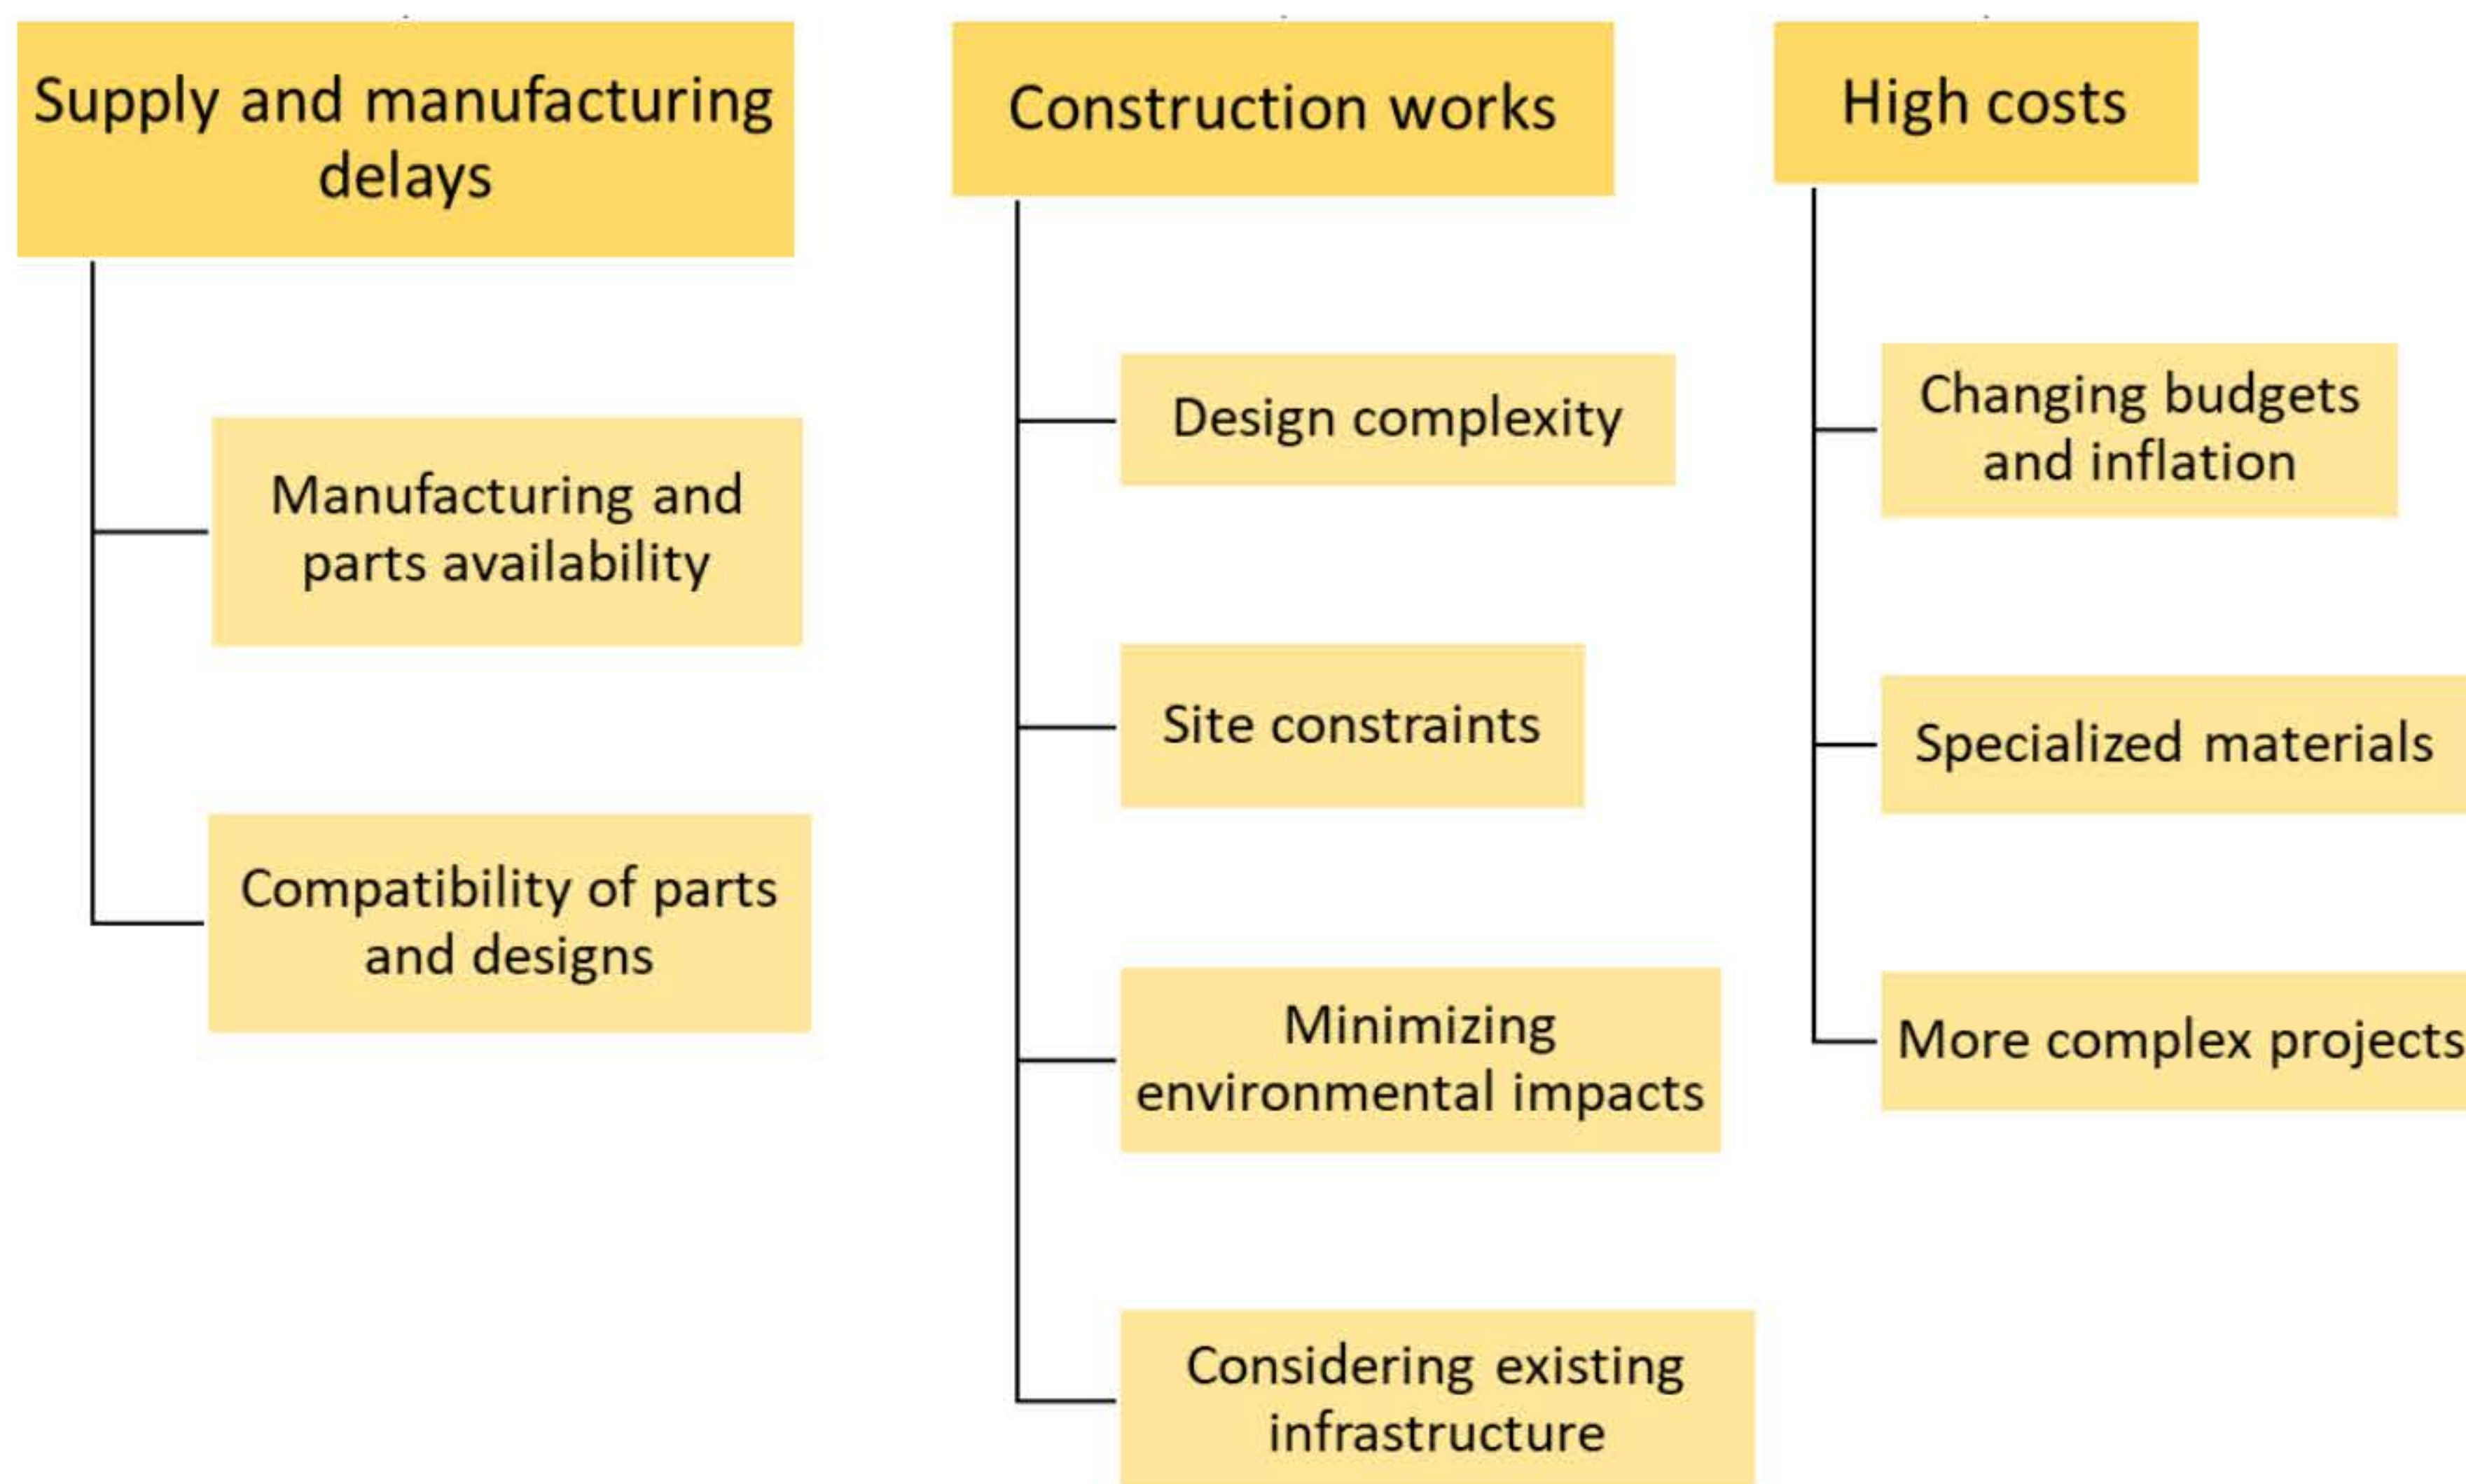 Supply and manufacturing
delays
Manufacturing and
parts availability
Compatibility of parts
and designs
Construction works
Design complexity
Site constraints
Minimizing
environmental impacts
Considering existing
infrastructure
High costs
Changing budgets
and inflation
Specialized materials
More complex projects